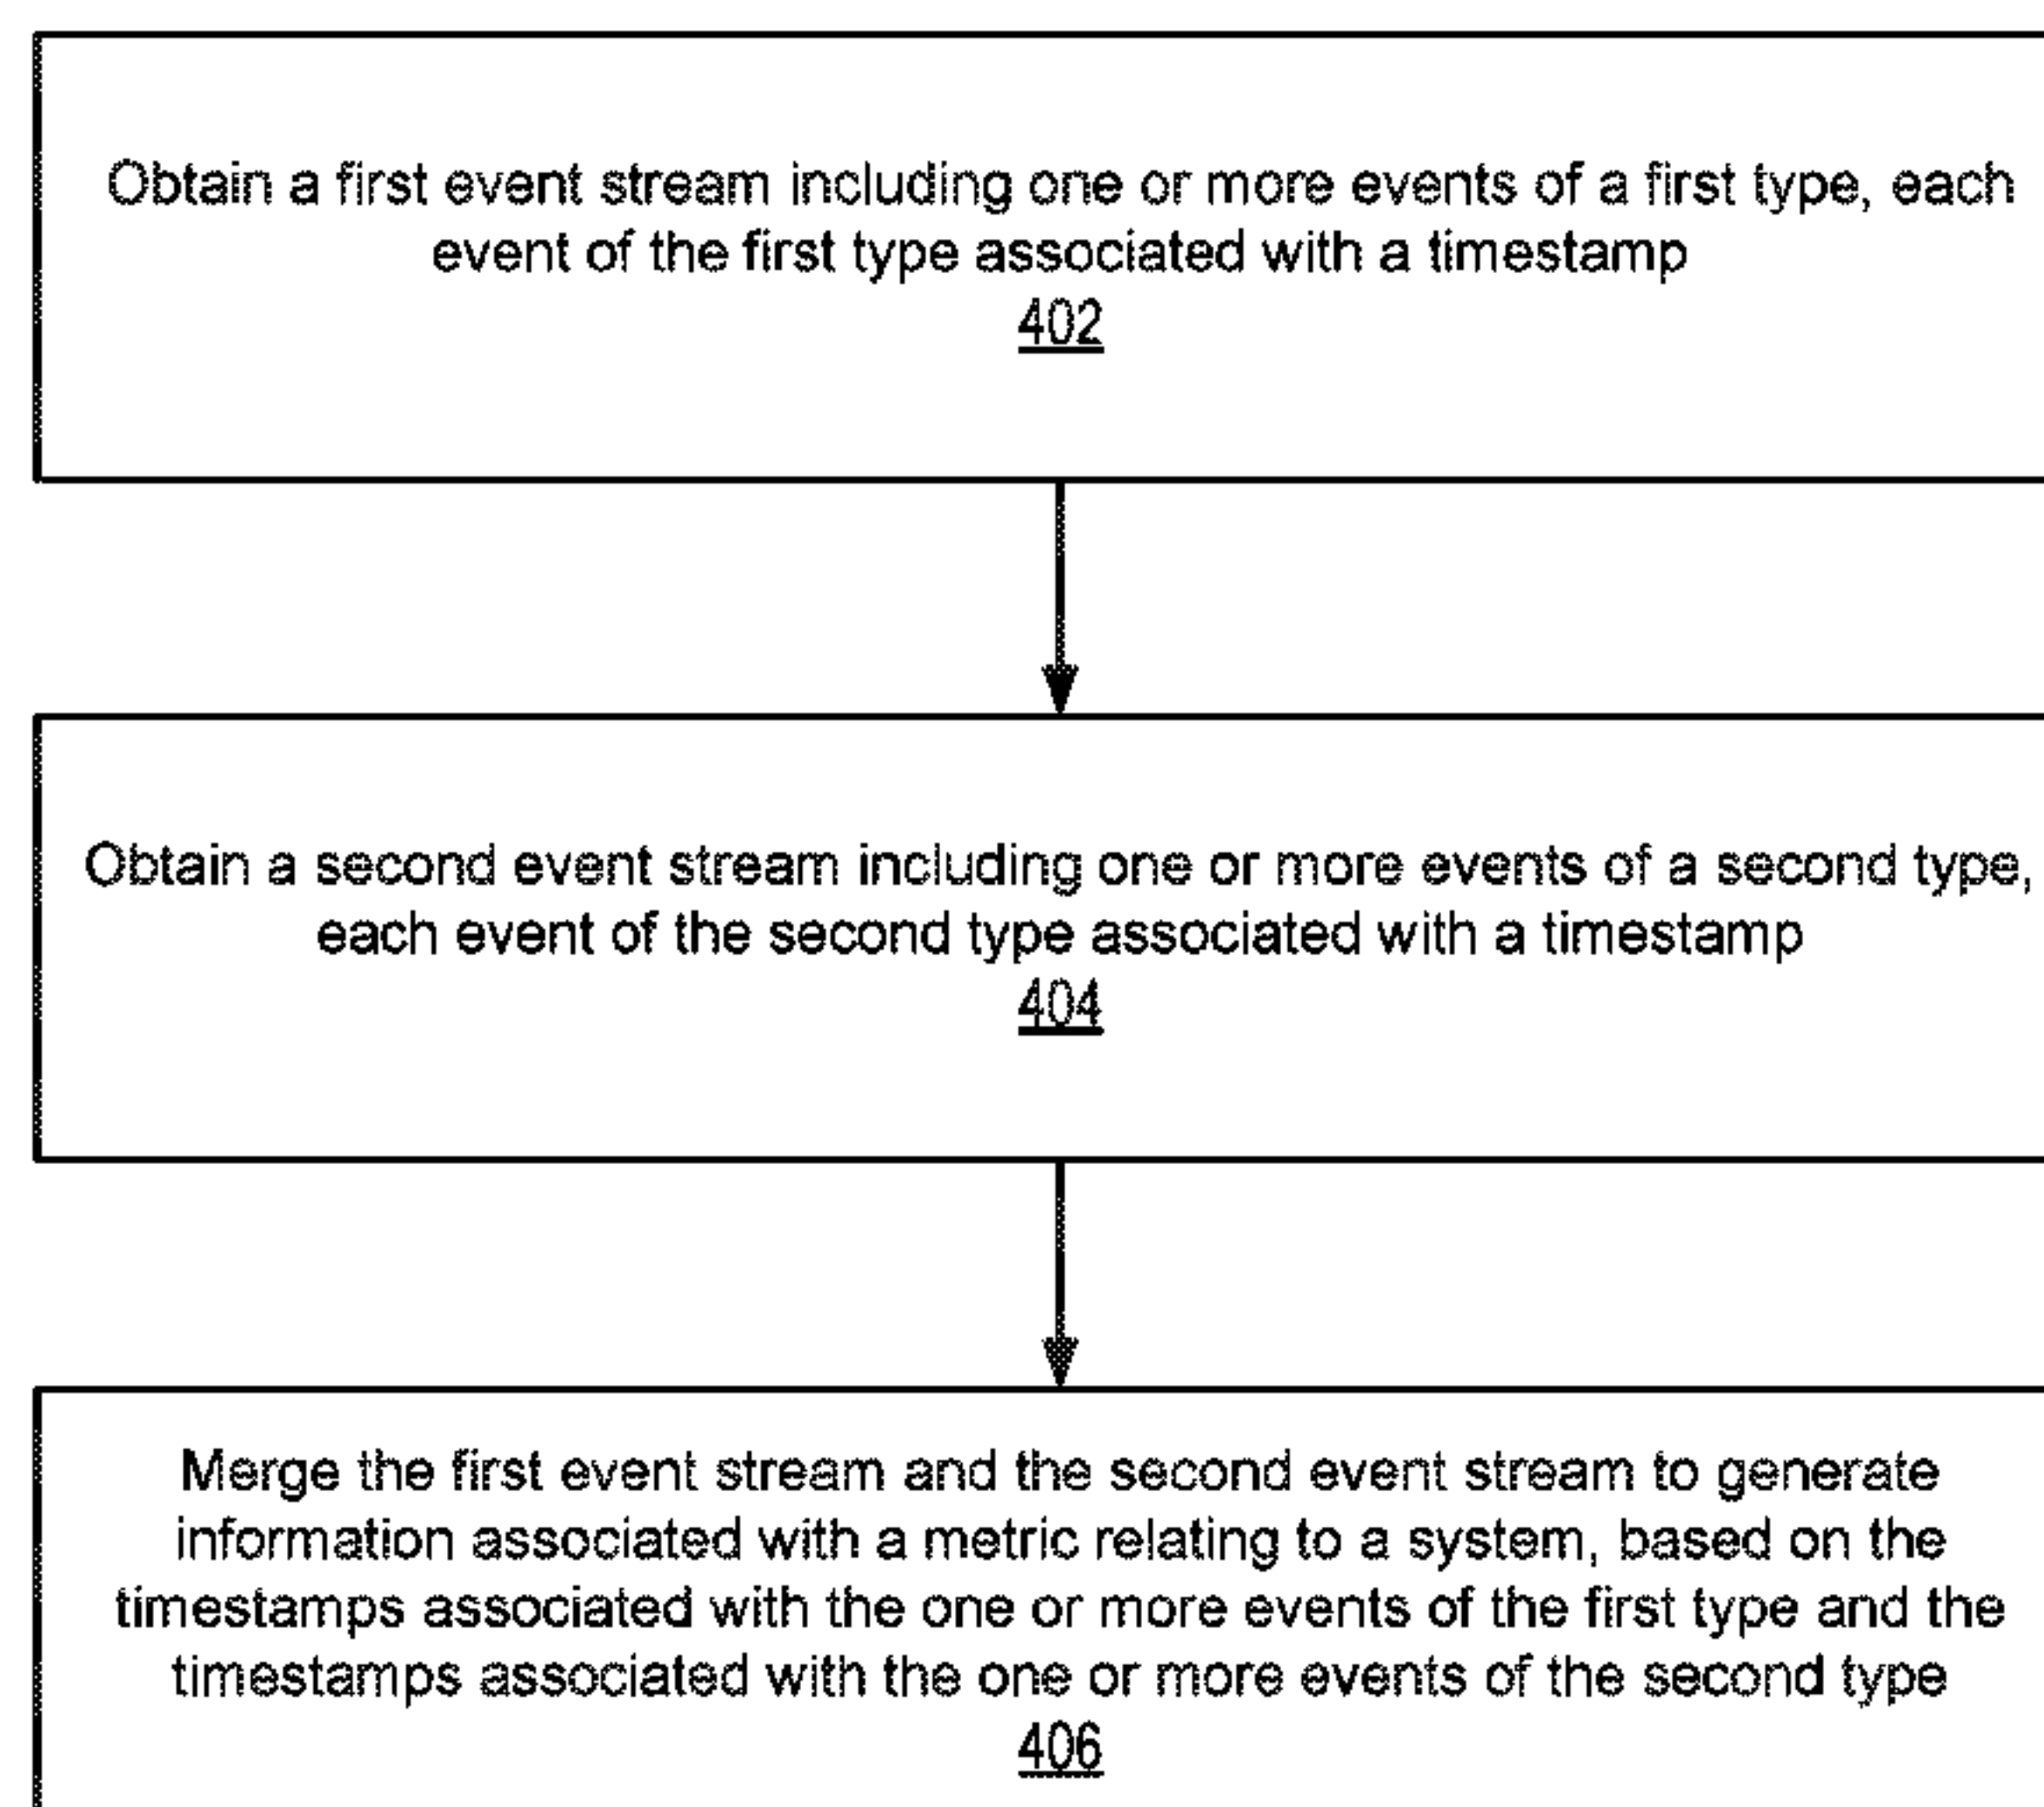 Obtain a first event stream including one or more events of a first type, each
event of the first type associated with a timestamp
402
Obtain a second event stream including one or more events of a second type,
each event of the second type associated with a timestamp
404
Merge the first event stream and the second event stream to generate
information associated with a metric relating to a system, based on the
timestamps associated with the one or more events of the first type and the
timestamps associated with the one or more events of the second type
406